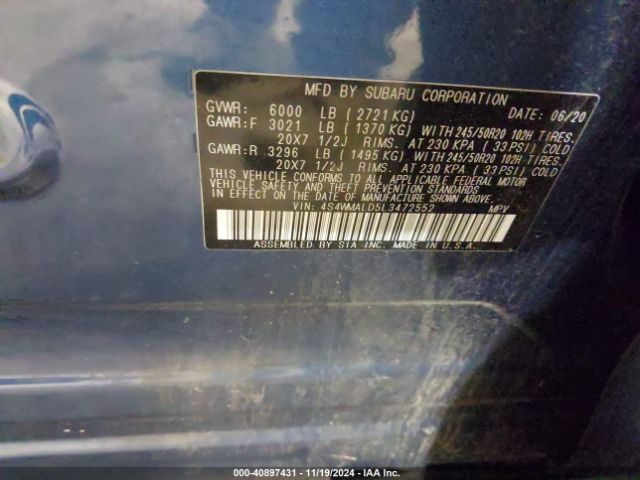 MFD BY SUBARU CORPORATION
GVWR: 6000 LB ( 2721 KG) DATE: 06/20
GAWR:F 3021 LB ( 1370 KG) WITH 245/50R20 102H TIRES,
20X7 1/2J RIMS, AT 230 KPA ( 33 PSI) COLD
GAWR:R 3296 LB ( 1495 KG) WITH 245/50R20 102H TIRES,
20X7 1/2J RIMS, AT 230 KPA ( 33 PSI) COLD
THIS VEHICLE CONFORMS TO ALL APPLICABLE FEDERAL MOTOR
VEHICLE SAFETY AND THEFT PREVENTION STANDARDS
IN EFFECT ON THE DATE OF MANUFACTURE SHOWN ABOVE.
VIN: 4S4WMALD5L3472552 MPV
ASSEMBLED BY SIA INC. MADE IN U.S.A.
000-40897431 - 11/19/2024 - IAA Inc.